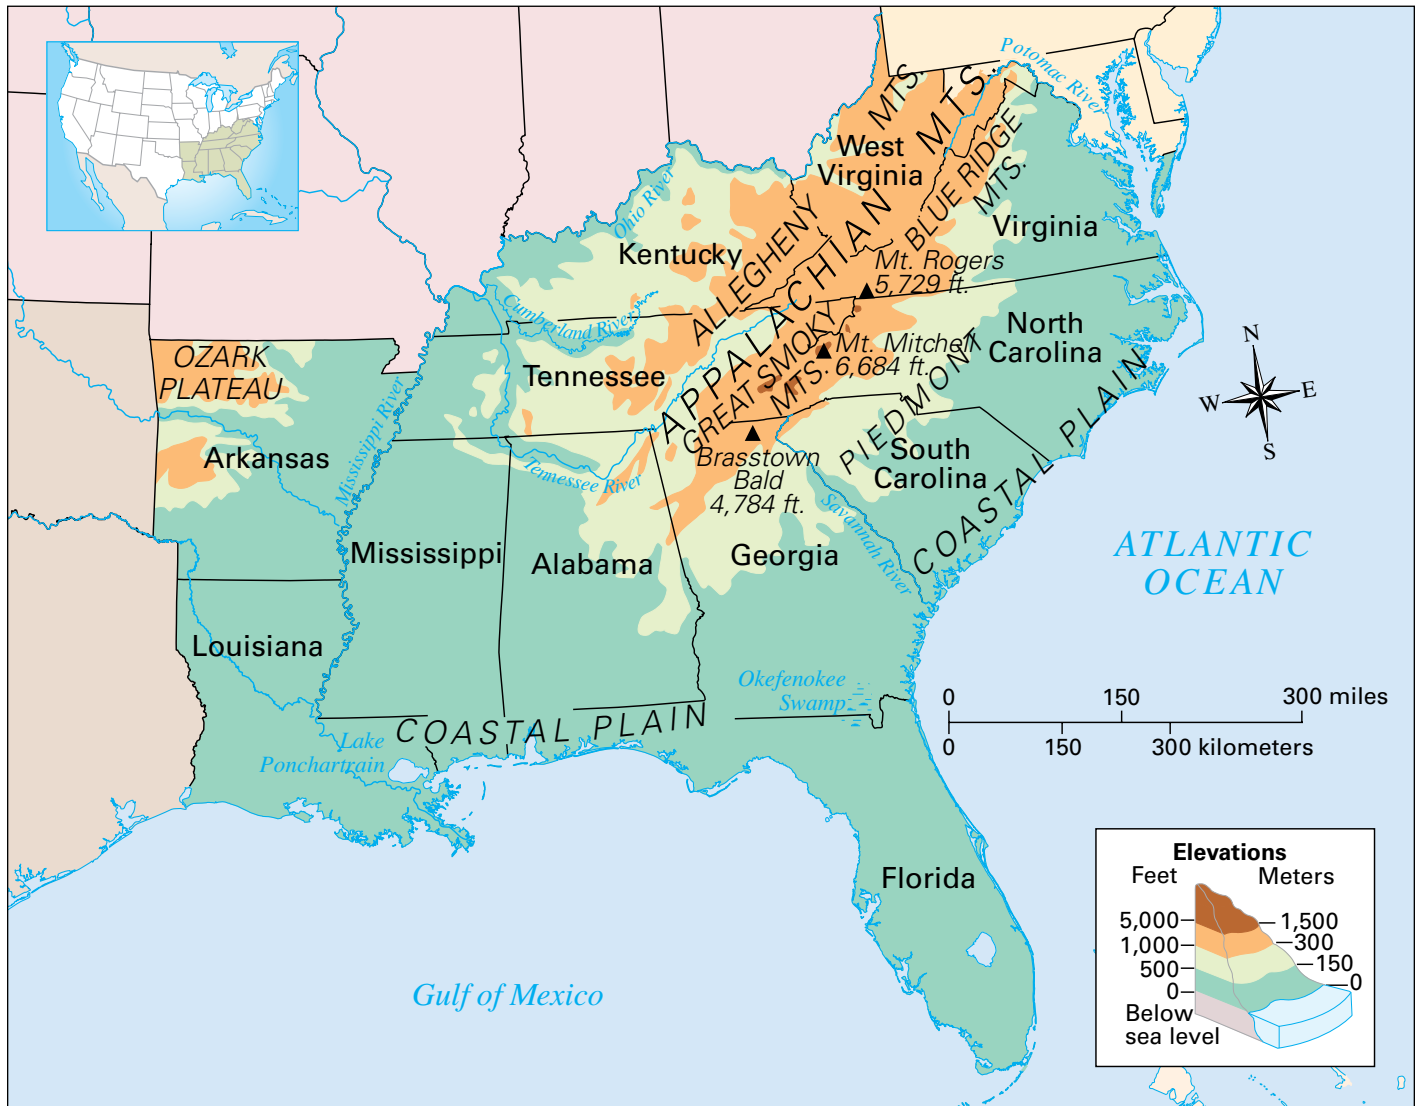 Potomac River
MTS.
MTS.
West
Virginia
BLUE RIDGE
MTS.
Virginia
Ohio River
Kentucky
ALLEGHENY
APPALACHIAN
Mt. Rogers
5,729 ft.
Cumberland River
OZARK
PLATEAU
Tennessee
GREAT SMOKY
MTS.
Mt. Mitchell
6,684 ft.
North
Carolina
PIEDMONT
COASTAL PLAIN
N
W
E
S
Mississippi River
Arkansas
Tennessee River
Brasstown
Bald
4,784 ft.
South
Carolina
Savannah River
Mississippi
Alabama
Georgia
ATLANTIC
OCEAN
Louisiana
Okefenokee
Swamp
COASTAL PLAIN
Lake
Ponchartrain
0 150 300 miles
0 150 300 kilometers
Florida
Gulf of Mexico
Elevations
Feet Meters
5,000 1,500
1,000 300
500 150
0 0
Below
sea level